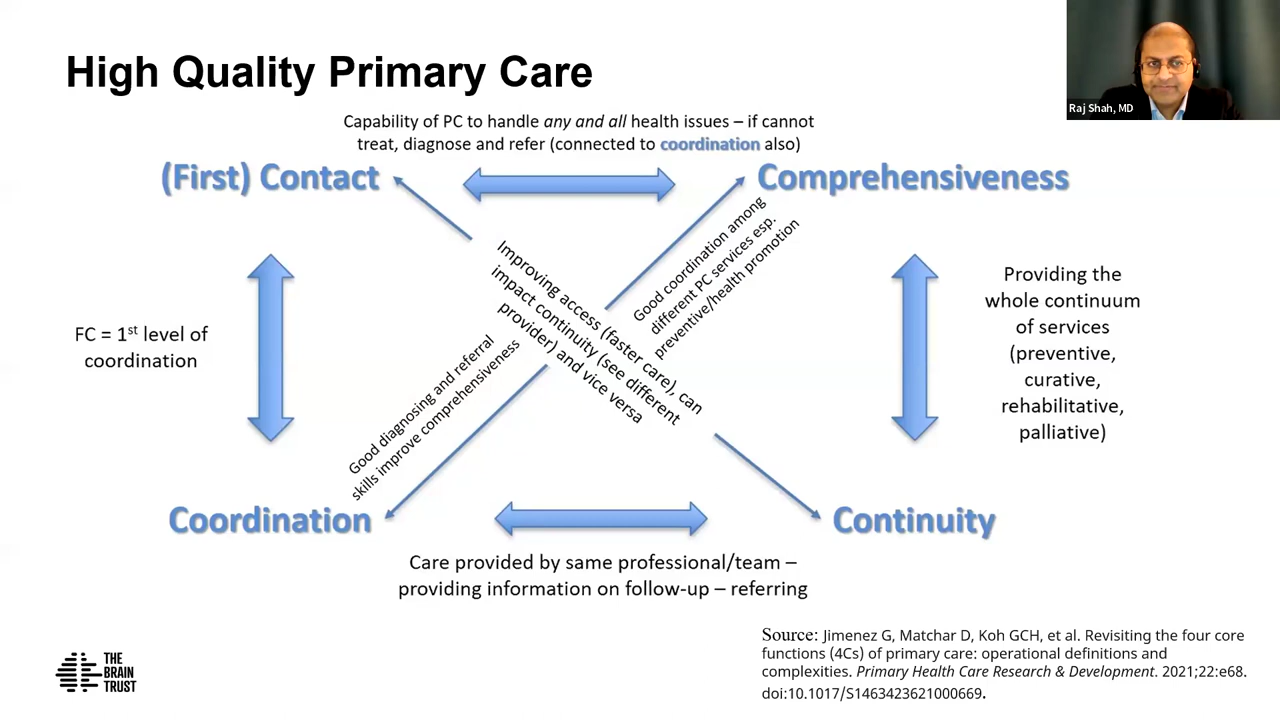 High Quality Primary Care
Raj Shah, MD
Capability of PC to handle any and all health issues – if cannot
treat, diagnose and refer (connected to coordination also)
(First) Contact
Comprehensiveness
Improving access (faster care), can
impact continuity (see different
provider) and vice versa
Good coordination among
different PC services esp.
preventive/health promotion
FC = 1st level of
coordination
Providing the
whole continuum
of services
(preventive,
curative,
rehabilitative,
palliative)
Good diagnosing and referral
skills improve comprehensiveness
Coordination
Continuity
Care provided by same professional/team –
providing information on follow-up – referring
THE
BRAIN
TRUST
Source: Jimenez G, Matchar D, Koh GCH, et al. Revisiting the four core
functions (4Cs) of primary care: operational definitions and
complexities. Primary Health Care Research & Development. 2021;22:e68.
doi:10.1017/S1463423621000669.